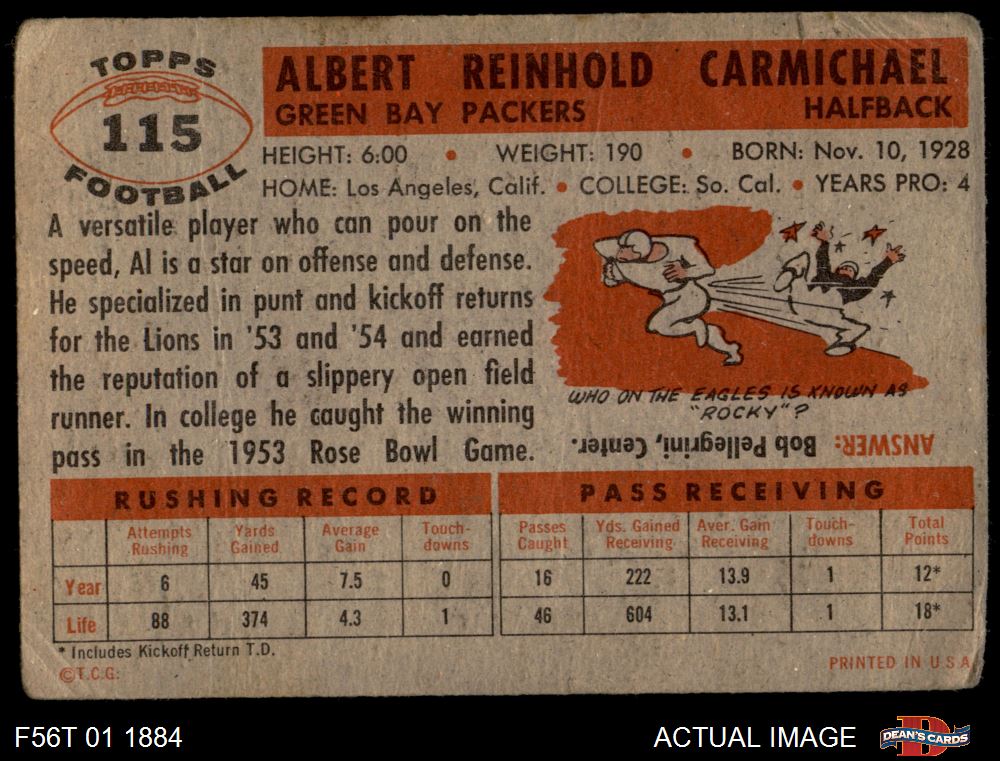 TOPPS
115
FOOTBALL
ALBERT REINHOLD CARMICHAEL
GREEN BAY PACKERS HALFBACK
HEIGHT: 6:00 • WEIGHT: 190 • BORN: Nov. 10, 1928
HOME: Los Angeles, Calif. • COLLEGE: So. Cal. • YEARS PRO: 4
A versatile player who can pour on the
speed, Al is a star on offense and defense.
He specialized in punt and kickoff returns
for the Lions in '53 and '54 and earned
the reputation of a slippery open field
runner. In college he caught the winning
pass in the 1953 Rose Bowl Game.
WHO ON THE EAGLES IS KNOWN AS
"ROCKY"?
ANSWER: Bob Pellegrini, Center.
RUSHING RECORD
Attempts Yards Average Touch-
Rushing Gained Gain downs
Year 6 45 7.5 0
Life 88 374 4.3 1
PASS RECEIVING
Passes Yds. Gained Aver. Gain Touch- Total
Caught Receiving Receiving downs Points
16 222 13.9 1 12*
46 604 13.1 1 18*
* Includes Kickoff Return T.D.
©T.C.G. PRINTED IN U.S.A
F56T 01 1884 ACTUAL IMAGE
D
DEAN'S CARDS